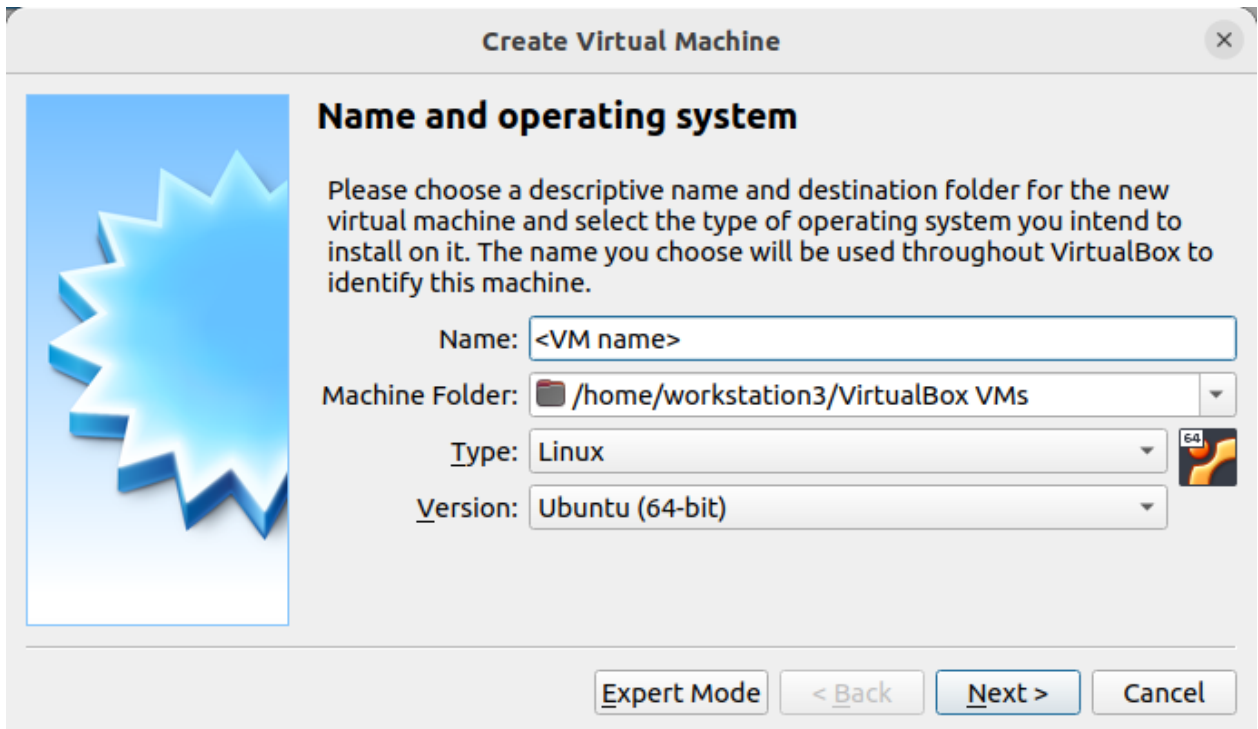 Create Virtual Machine
Name and operating system
Please choose a descriptive name and destination folder for the new
virtual machine and select the type of operating system you intend to
install on it. The name you choose will be used throughout VirtualBox to
identify this machine.
Name: <VM name>
Machine Folder: /home/workstation3/VirtualBox VMs
Type: Linux
64
Version: Ubuntu (64-bit)
Expert Mode < Back Next > Cancel